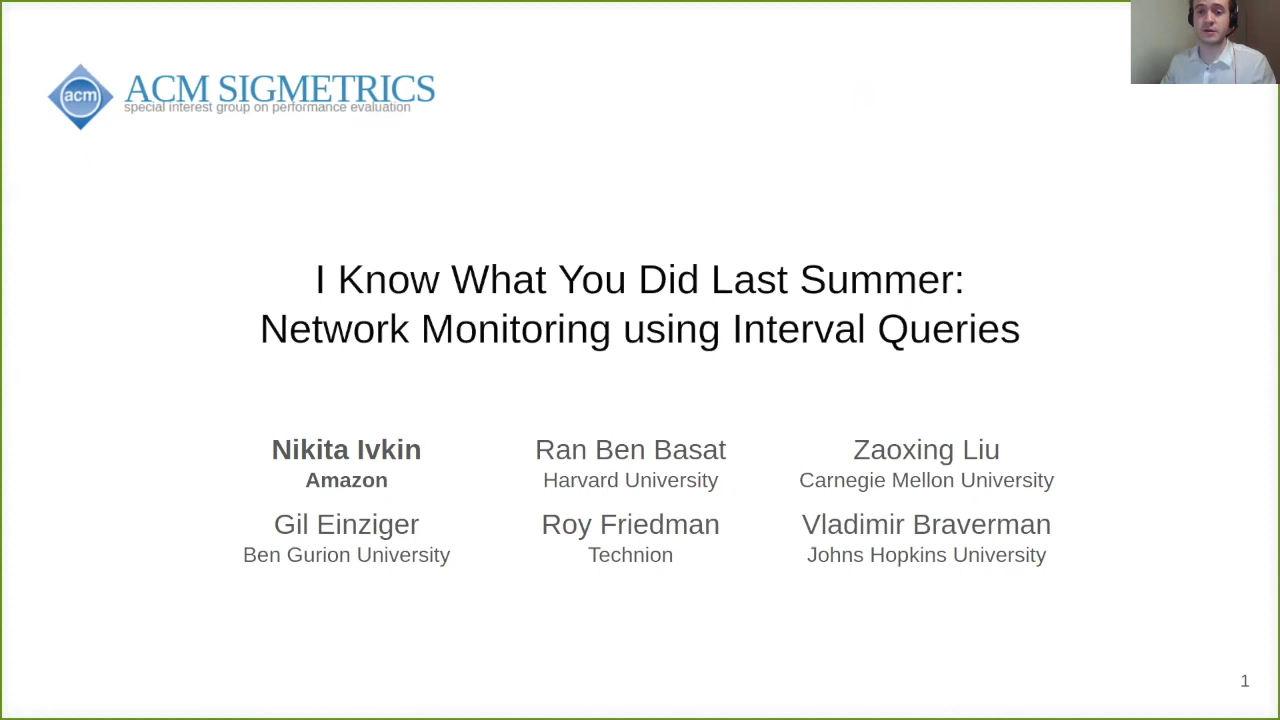 acm
ACM SIGMETRICS
special interest group on performance evaluation
I Know What You Did Last Summer:
Network Monitoring using Interval Queries
Nikita Ivkin
Amazon
Ran Ben Basat
Harvard University
Zaoxing Liu
Carnegie Mellon University
Gil Einziger
Ben Gurion University
Roy Friedman
Technion
Vladimir Braverman
Johns Hopkins University
1